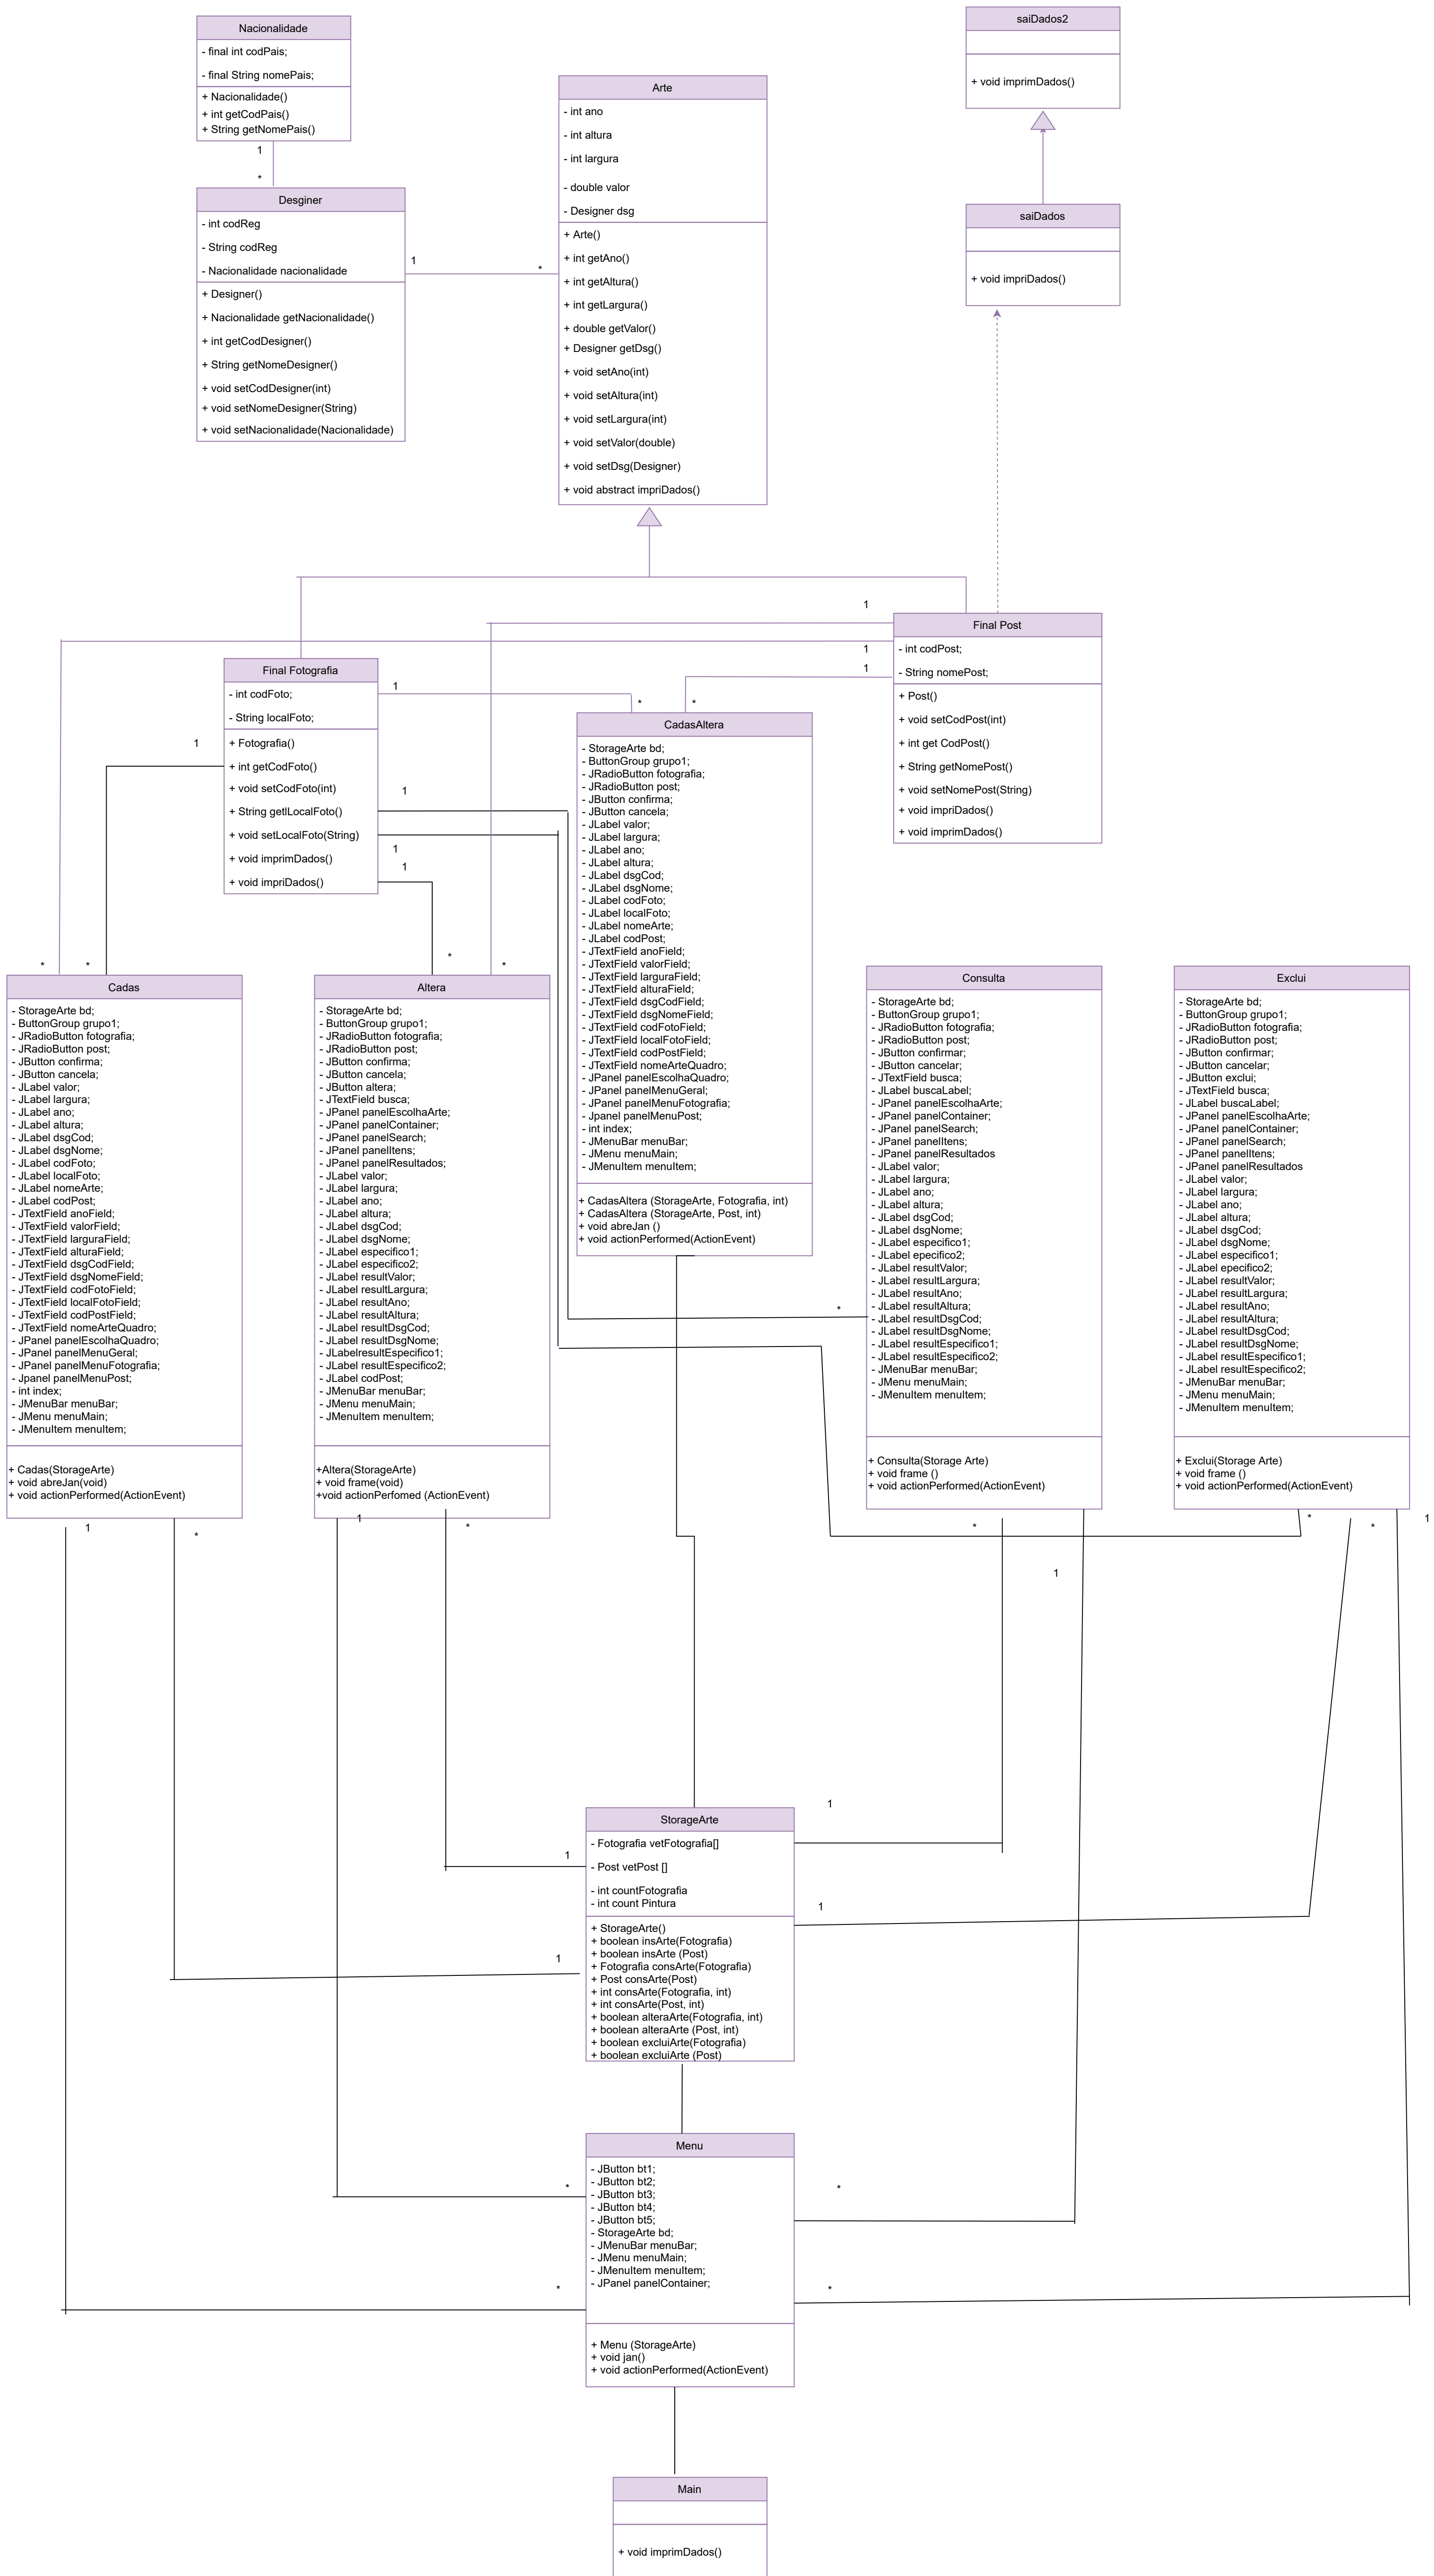 Nacionalidade
- final int codPais;
- final String nomePais;
+ Nacionalidade()
+ int getCodPais()
+ String getNomePais()
1
*
Desginer
- int codReg
- String codReg
- Nacionalidade nacionalidade
+ Designer()
+ Nacionalidade getNacionalidade()
+ int getCodDesigner()
+ String getNomeDesigner()
+ void setCodDesigner(int)
+ void setNomeDesigner(String)
+ void setNacionalidade(Nacionalidade)
1
*
Arte
- int ano
- int altura
- int largura
- double valor
- Designer dsg
+ Arte()
+ int getAno()
+ int getAltura()
+ int getLargura()
+ double getValor()
+ Designer getDsg()
+ void setAno(int)
+ void setAltura(int)
+ void setLargura(int)
+ void setValor(double)
+ void setDsg(Designer)
+ void abstract impriDados()
saiDados2
+ void imprimDados()
saiDados
+ void impriDados()
1
1
1
Final Post
- int codPost;
- String nomePost;
+ Post()
+ void setCodPost(int)
+ int get CodPost()
+ String getNomePost()
+ void setNomePost(String)
+ void impriDados()
+ void imprimDados()
Final Fotografia
- int codFoto;
- String localFoto;
+ Fotografia()
+ int getCodFoto()
+ void setCodFoto(int)
+ String getlLocalFoto()
+ void setLocalFoto(String)
+ void imprimDados()
+ void impriDados()
1
1
1
1
1
*
*
CadasAltera
- StorageArte bd;
- ButtonGroup grupo1;
- JRadioButton fotografia;
- JRadioButton post;
- JButton confirma;
- JButton cancela;
- JLabel valor;
- JLabel largura;
- JLabel ano;
- JLabel altura;
- JLabel dsgCod;
- JLabel dsgNome;
- JLabel codFoto;
- JLabel localFoto;
- JLabel nomeArte;
- JLabel codPost;
- JTextField anoField;
- JTextField valorField;
- JTextField larguraField;
- JTextField alturaField;
- JTextField dsgCodField;
- JTextField dsgNomeField;
- JTextField codFotoField;
- JTextField localFotoField;
- JTextField codPostField;
- JTextField nomeArteQuadro;
- JPanel panelEscolhaQuadro;
- JPanel panelMenuGeral;
- JPanel panelMenuFotografia;
- Jpanel panelMenuPost;
- int index;
- JMenuBar menuBar;
- JMenu menuMain;
- JMenuItem menuItem;
+ CadasAltera (StorageArte, Fotografia, int)
+ CadasAltera (StorageArte, Post, int)
+ void abreJan ()
+ void actionPerformed(ActionEvent)
*
*
Cadas
- StorageArte bd;
- ButtonGroup grupo1;
- JRadioButton fotografia;
- JRadioButton post;
- JButton confirma;
- JButton cancela;
- JLabel valor;
- JLabel largura;
- JLabel ano;
- JLabel altura;
- JLabel dsgCod;
- JLabel dsgNome;
- JLabel codFoto;
- JLabel localFoto;
- JLabel nomeArte;
- JLabel codPost;
- JTextField anoField;
- JTextField valorField;
- JTextField larguraField;
- JTextField alturaField;
- JTextField dsgCodField;
- JTextField dsgNomeField;
- JTextField codFotoField;
- JTextField localFotoField;
- JTextField codPostField;
- JTextField nomeArteQuadro;
- JPanel panelEscolhaQuadro;
- JPanel panelMenuGeral;
- JPanel panelMenuFotografia;
- Jpanel panelMenuPost;
- int index;
- JMenuBar menuBar;
- JMenu menuMain;
- JMenuItem menuItem;
+ Cadas(StorageArte)
+ void abreJan(void)
+ void actionPerformed(ActionEvent)
1
*
*
*
Altera
- StorageArte bd;
- ButtonGroup grupo1;
- JRadioButton fotografia;
- JRadioButton post;
- JButton confirma;
- JButton cancela;
- JButton altera;
- JTextField busca;
- JPanel panelEscolhaArte;
- JPanel panelContainer;
- JPanel panelSearch;
- JPanel panelItens;
- JPanel panelResultados;
- JLabel valor;
- JLabel largura;
- JLabel ano;
- JLabel altura;
- JLabel dsgCod;
- JLabel dsgNome;
- JLabel especifico1;
- JLabel especifico2;
- JLabel resultValor;
- JLabel resultLargura;
- JLabel resultAno;
- JLabel resultAltura;
- JLabel resultDsgCod;
- JLabel resultDsgNome;
- JLabelresultEspecifico1;
- JLabel resultEspecifico2;
- JLabel codPost;
- JMenuBar menuBar;
- JMenu menuMain;
- JMenuItem menuItem;
+Altera(StorageArte)
+ void frame(void)
+void actionPerfomed (ActionEvent)
1
*
*
Consulta
- StorageArte bd;
- ButtonGroup grupo1;
- JRadioButton fotografia;
- JRadioButton post;
- JButton confirmar;
- JButton cancelar;
- JTextField busca;
- JLabel buscaLabel;
- JPanel panelEscolhaArte;
- JPanel panelContainer;
- JPanel panelSearch;
- JPanel panelItens;
- JPanel panelResultados
- JLabel valor;
- JLabel largura;
- JLabel ano;
- JLabel altura;
- JLabel dsgCod;
- JLabel dsgNome;
- JLabel especifico1;
- JLabel epecifico2;
- JLabel resultValor;
- JLabel resultLargura;
- JLabel resultAno;
- JLabel resultAltura;
- JLabel resultDsgCod;
- JLabel resultDsgNome;
- JLabel resultEspecifico1;
- JLabel resultEspecifico2;
- JMenuBar menuBar;
- JMenu menuMain;
- JMenuItem menuItem;
+ Consulta(Storage Arte)
+ void frame ()
+ void actionPerformed(ActionEvent)
*
1
Exclui
- StorageArte bd;
- ButtonGroup grupo1;
- JRadioButton fotografia;
- JRadioButton post;
- JButton confirmar;
- JButton cancelar;
- JButton exclui;
- JTextField busca;
- JLabel buscaLabel;
- JPanel panelEscolhaArte;
- JPanel panelContainer;
- JPanel panelSearch;
- JPanel panelItens;
- JPanel panelResultados
- JLabel valor;
- JLabel largura;
- JLabel ano;
- JLabel altura;
- JLabel dsgCod;
- JLabel dsgNome;
- JLabel especifico1;
- JLabel epecifico2;
- JLabel resultValor;
- JLabel resultLargura;
- JLabel resultAno;
- JLabel resultAltura;
- JLabel resultDsgCod;
- JLabel resultDsgNome;
- JLabel resultEspecifico1;
- JLabel resultEspecifico2;
- JMenuBar menuBar;
- JMenu menuMain;
- JMenuItem menuItem;
+ Exclui(Storage Arte)
+ void frame ()
+ void actionPerformed(ActionEvent)
*
*
1
1
1
1
1
StorageArte
- Fotografia vetFotografia[]
- Post vetPost []
- int countFotografia
- int count Pintura
+ StorageArte()
+ boolean insArte(Fotografia)
+ boolean insArte (Post)
+ Fotografia consArte(Fotografia)
+ Post consArte(Post)
+ int consArte(Fotografia, int)
+ int consArte(Post, int)
+ boolean alteraArte(Fotografia, int)
+ boolean alteraArte (Post, int)
+ boolean excluiArte(Fotografia)
+ boolean excluiArte (Post)
*
*
*
*
Menu
- JButton bt1;
- JButton bt2;
- JButton bt3;
- JButton bt4;
- JButton bt5;
- StorageArte bd;
- JMenuBar menuBar;
- JMenu menuMain;
- JMenuItem menuItem;
- JPanel panelContainer;
+ Menu (StorageArte)
+ void jan()
+ void actionPerformed(ActionEvent)
Main
+ void imprimDados()